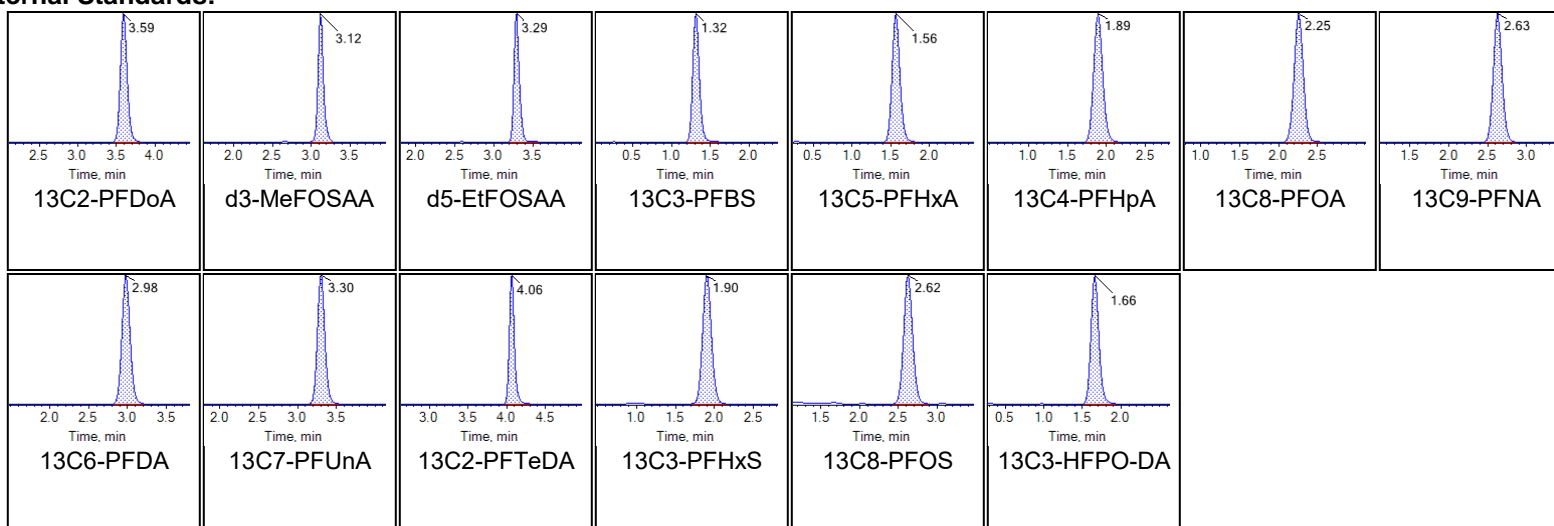 ternal Standards:
3.59
2.5 3.0 3.5 4.0
Time, min
13C2-PFDoA
3.12
2.0 2.5 3.0 3.5
Time, min
d3-MeFOSAA
3.29
2.0 2.5 3.0 3.5
Time, min
d5-EtFOSAA
1.32
0.5 1.0 1.5 2.0
Time, min
13C3-PFBS
1.56
0.5 1.0 1.5 2.0
Time, min
13C5-PFHxA
1.89
1.0 1.5 2.0 2.5
Time, min
13C4-PFHpA
2.25
1.0 1.5 2.0 2.5
Time, min
13C8-PFOA
2.63
1.5 2.0 2.5 3.0
Time, min
13C9-PFNA
2.98
2.0 2.5 3.0 3.5
Time, min
13C6-PFDA
3.30
2.0 2.5 3.0 3.5
Time, min
13C7-PFUnA
4.06
3.0 3.5 4.0 4.5
Time, min
13C2-PFTeDA
1.90
1.0 1.5 2.0 2.5
Time, min
13C3-PFHxS
2.62
1.5 2.0 2.5 3.0
Time, min
13C8-PFOS
1.66
0.5 1.0 1.5 2.0
Time, min
13C3-HFPO-DA